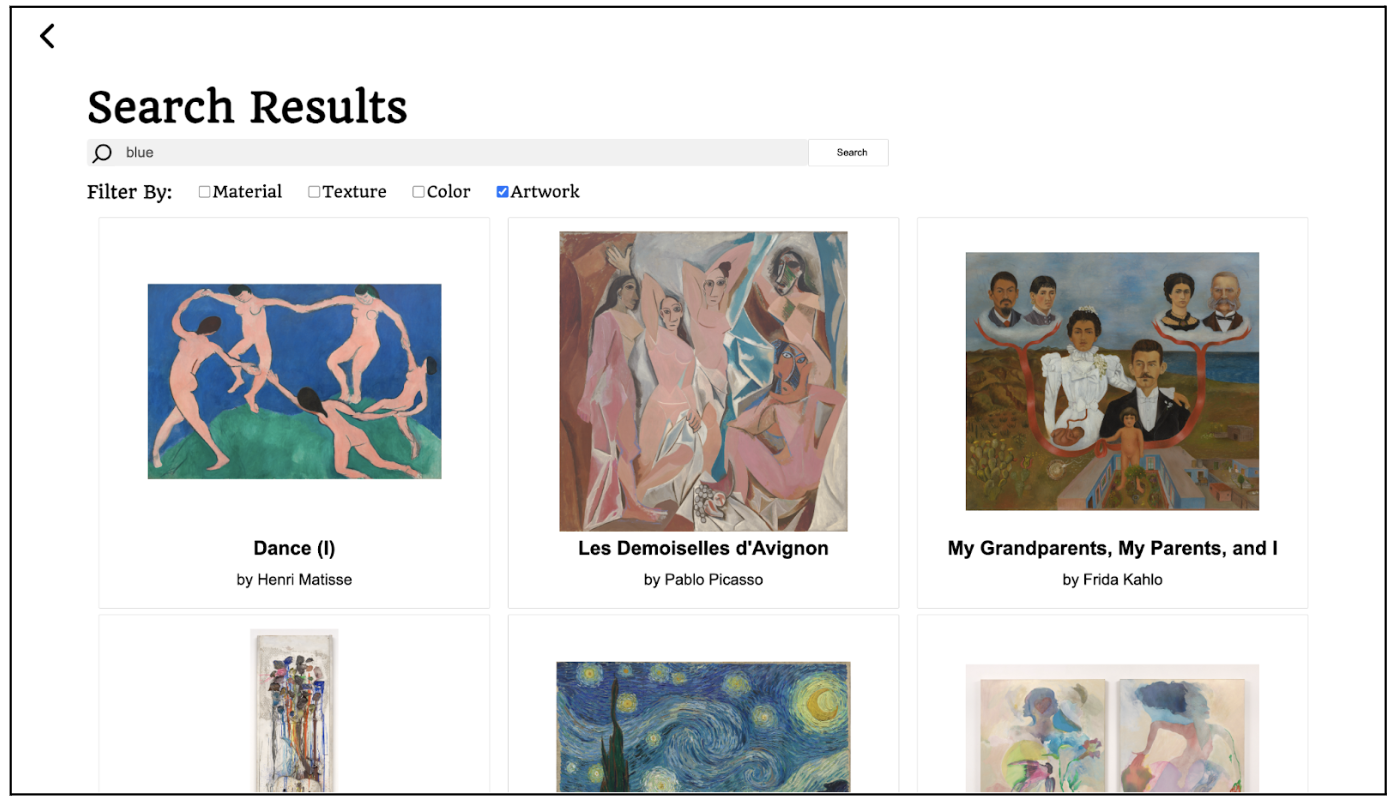 Search Results
blue
Search
Filter By: Material Texture Color Artwork
Dance (I)
by Henri Matisse
Les Demoiselles d'Avignon
by Pablo Picasso
My Grandparents, My Parents, and I
by Frida Kahlo